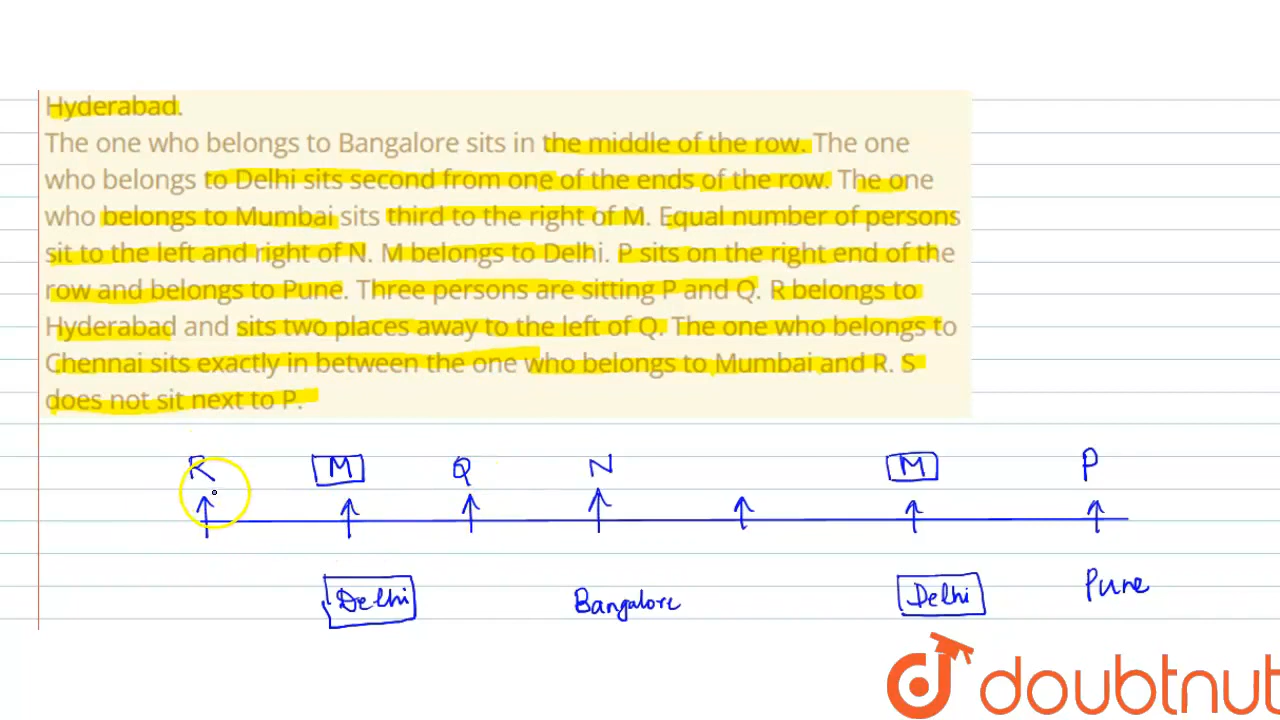 Hyderabad.
The one who belongs to Bangalore sits in the middle of the row. The one
who belongs to Delhi sits second from one of the ends of the row. The one
who belongs to Mumbai sits third to the right of M. Equal number of persons
sit to the left and right of N. M belongs to Delhi. P sits on the right end of the
row and belongs to Pune. Three persons are sitting P and Q. R belongs to
Hyderabad and sits two places away to the left of Q. The one who belongs to
Chennai sits exactly in between the one who belongs to Mumbai and R. S
does not sit next to P.
R M Q N M P
Delhi Bangalore Delhi Pune
doubtnut